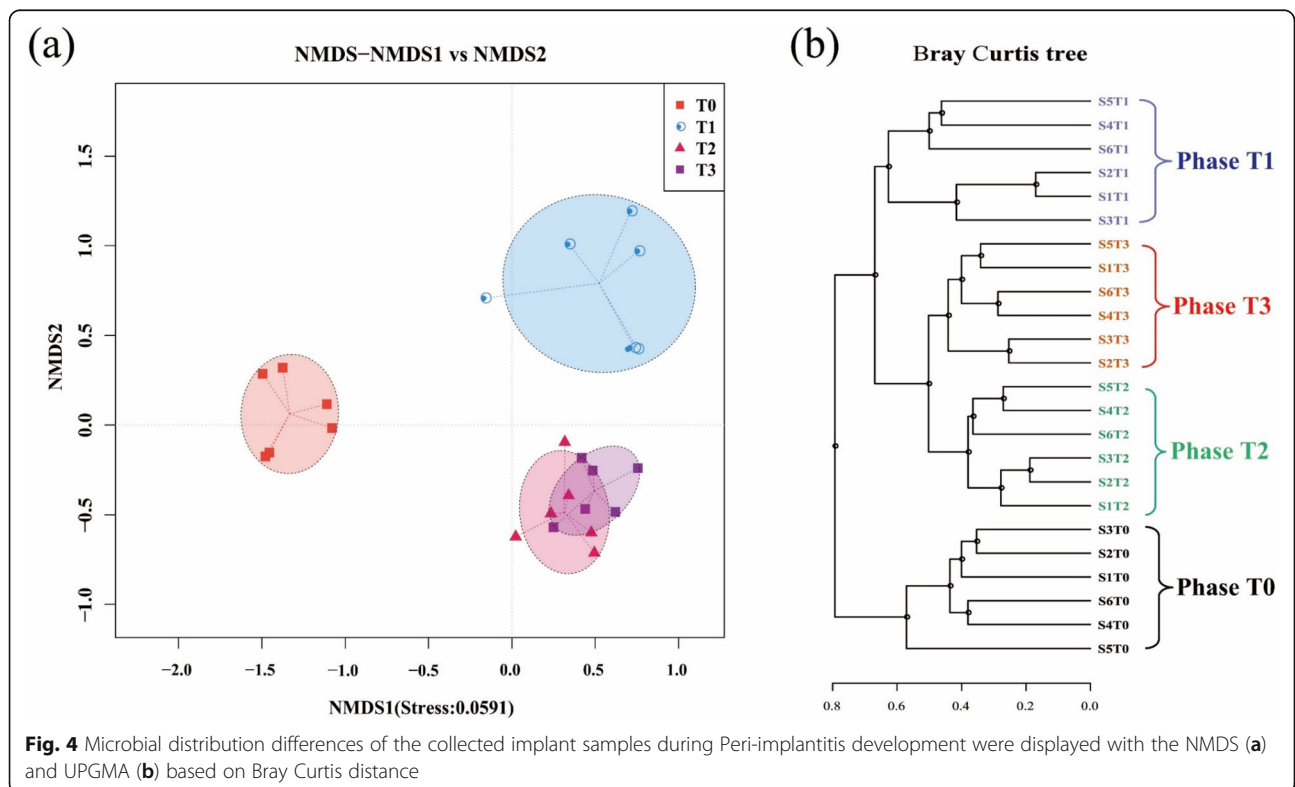 (a)
NMDS−NMDS1 vs NMDS2
T0
T1
T2
T3
NMDS2
1.5
1.0
0.5
0.0
−0.5
−1.0
−2.0 −1.5 −1.0 0.0 0.5 1.0
NMDS1(Stress:0.0591)
(b)
Bray Curtis tree
S5T1
S4T1
S6T1
S2T1
S1T1
S3T1
Phase T1
S5T3
S1T3
S6T3
S4T3
S3T3
S2T3
Phase T3
S5T2
S4T2
S6T2
S3T2
S2T2
S1T2
Phase T2
S3T0
S2T0
S1T0
S6T0
S4T0
S5T0
Phase T0
0.8 0.6 0.4 0.2 0.0
Fig. 4 Microbial distribution differences of the collected implant samples during Peri-implantitis development were displayed with the NMDS (a)
and UPGMA (b) based on Bray Curtis distance